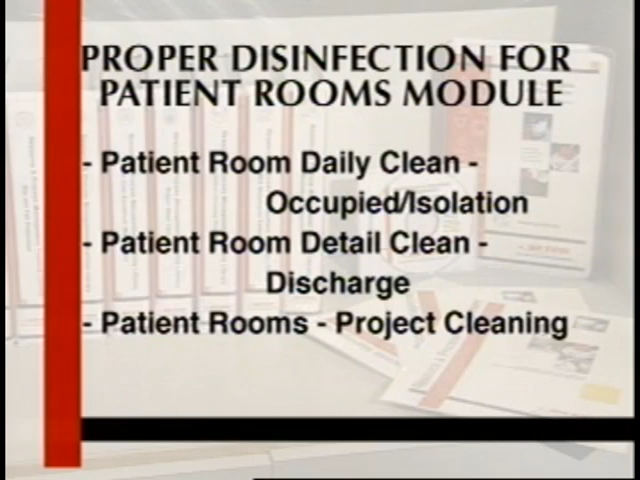 PROPER DISINFECTION FOR
PATIENT ROOMS MODULE
- Patient Room Daily Clean -
Occupied/Isolation
- Patient Room Detail Clean -
Discharge
- Patient Rooms - Project Cleaning